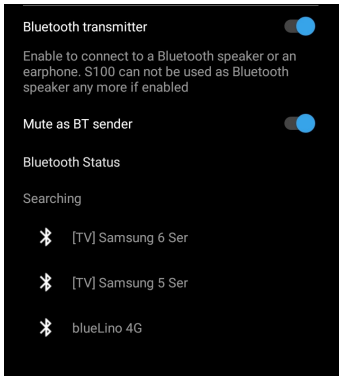 Bluetooth transmitter
Enable to connect to a Bluetooth speaker or an
earphone. S100 can not be used as Bluetooth
speaker any more if enabled
Mute as BT sender
Bluetooth Status
Searching
[TV] Samsung 6 Ser
[TV] Samsung 5 Ser
blueLino 4G